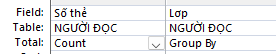 Field: Số thẻ Lớp
Table: NGƯỜI ĐỌC NGƯỜI ĐỌC
Total: Count Group By